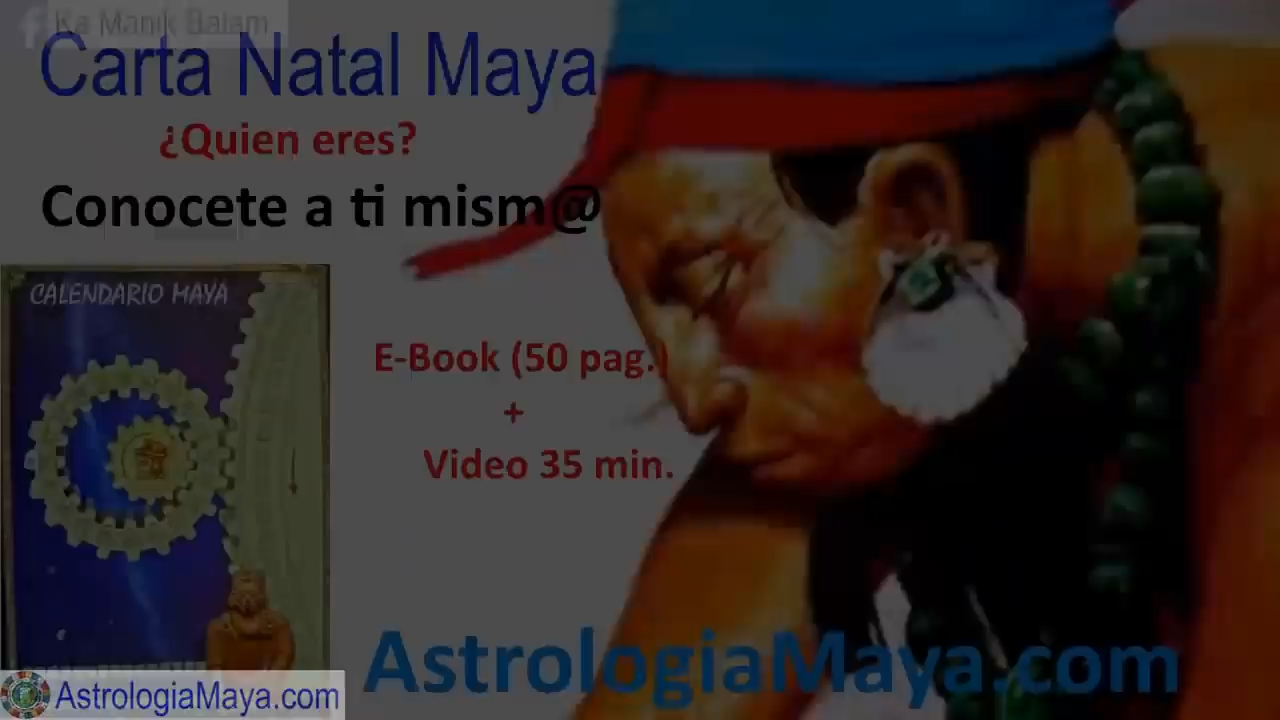 Ka Manik Balam
Carta Natal Maya
¿Quien eres?
Conocete a ti mism@
CALENDARIO MAYA
E-Book (50 pag.)
+
Video 35 min.
AstrologiaMaya.com
AstrologiaMaya.com